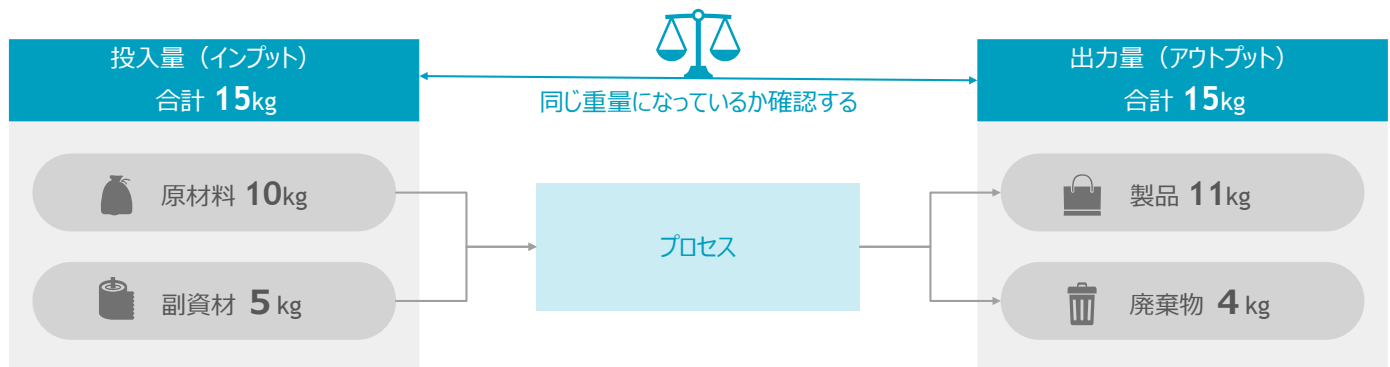 投入量（インプット）
合計 15kg
同じ重量になっているか確認する
出力量（アウトプット）
合計 15kg
原材料 10kg
副資材 5 kg
プロセス
製品 11kg
廃棄物 4 kg